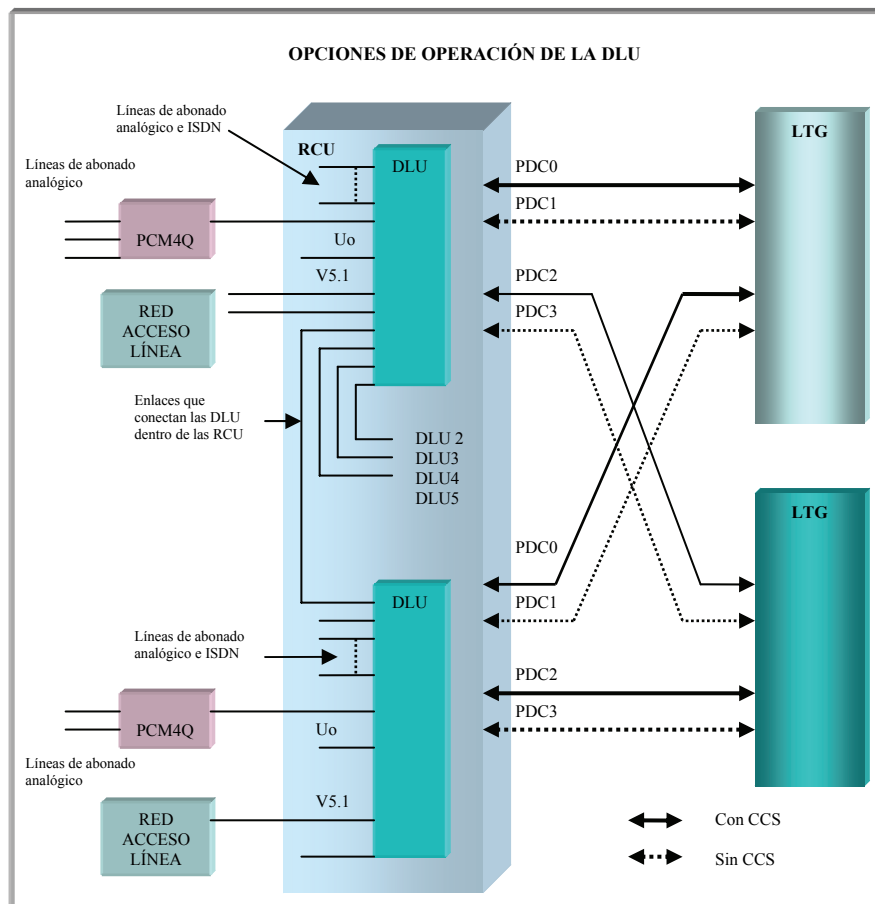 OPCIONES DE OPERACIÓN DE LA DLU
Líneas de abonado
analógico e ISDN
RCU
DLU
LTG
PDC0
Líneas de abonado
analógico
PDC1
PCM4Q
Uo
V5.1
PDC2
PDC3
RED
ACCESO
LÍNEA
Enlaces que
conectan las DLU
dentro de las RCU
DLU 2
DLU3
DLU4
DLU5
LTG
PDC0
DLU
PDC1
Líneas de abonado
analógico e ISDN
PDC2
PCM4Q
Uo
PDC3
Líneas de abonado
analógico
V5.1
RED
ACCESO
LÍNEA
Con CCS
Sin CCS